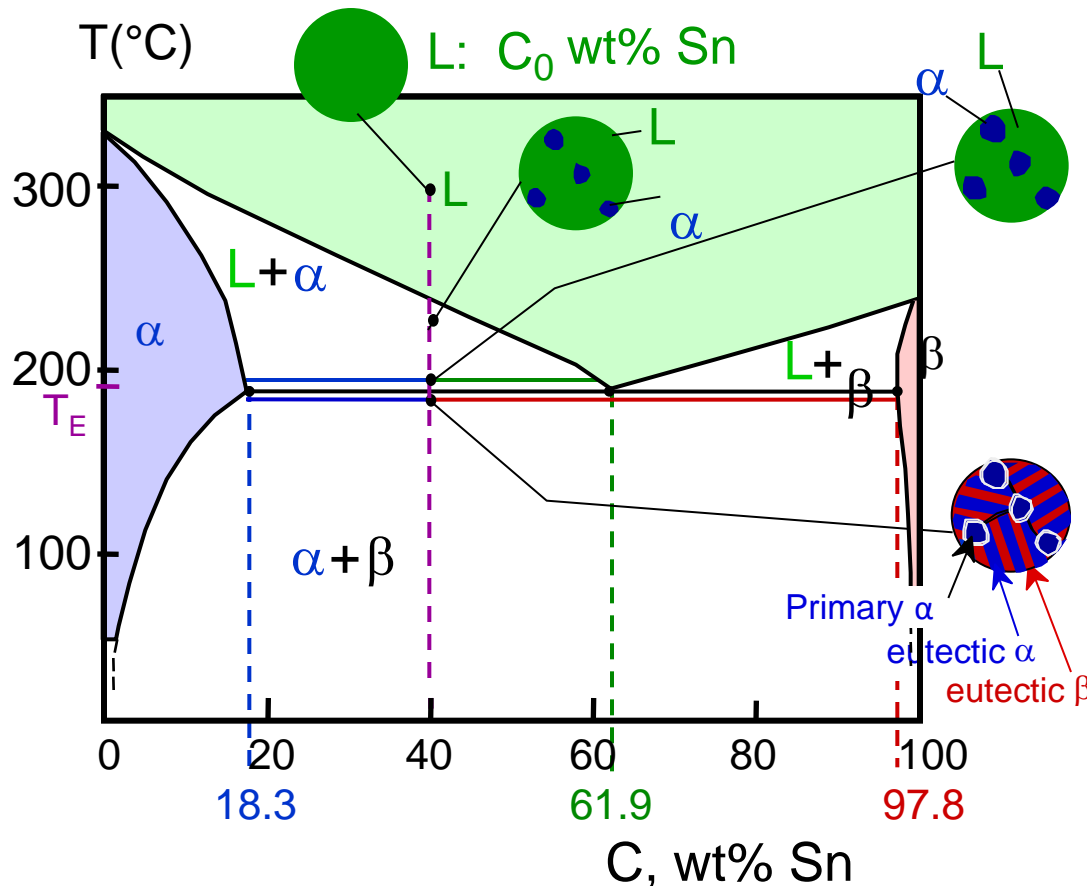 T(°C)
L: C0 wt% Sn
L
α
L
300
L
α
L+α
α
200
L+β
β
TE
100
α+β
Primary α
eutectic α
eutectic β
0
20
40
60
80
100
18.3
61.9
97.8
C, wt% Sn